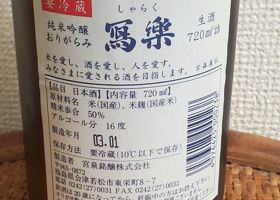 要冷蔵
しゃらく
純米吟醸
おりがらみ
寫樂
生酒
720ml詰
米を愛し、酒を愛し、人を愛す。
みなさまに愛される酒を目指します。
【品目】日本酒【内容量】720ml
原材料名 米(国産)、米麹(国産米)
精米歩合 50%
アルコール分 16度
製造年月 03.01
保存方法 要冷蔵(10℃以下で保存)
製造者 宮泉銘醸株式会社
〒965-0872
福島県会津若松市東栄町8-7